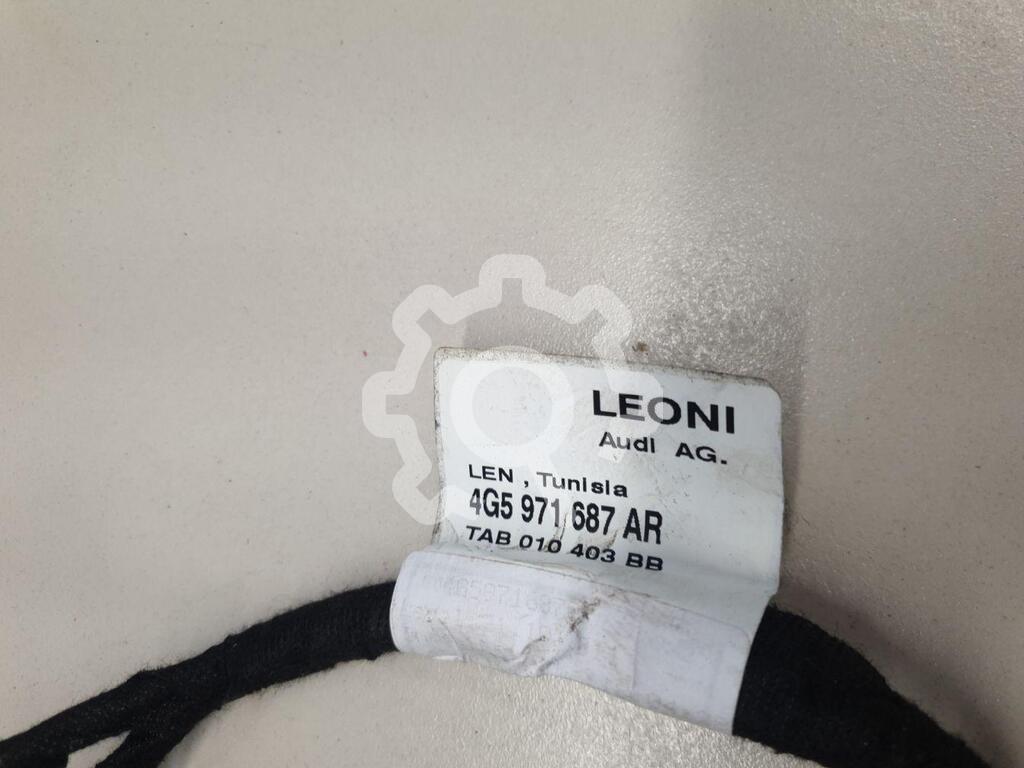 LEONI
Audi AG.
LEN , Tunisia
4G5 971 687 AR
TAB 010 403 BB